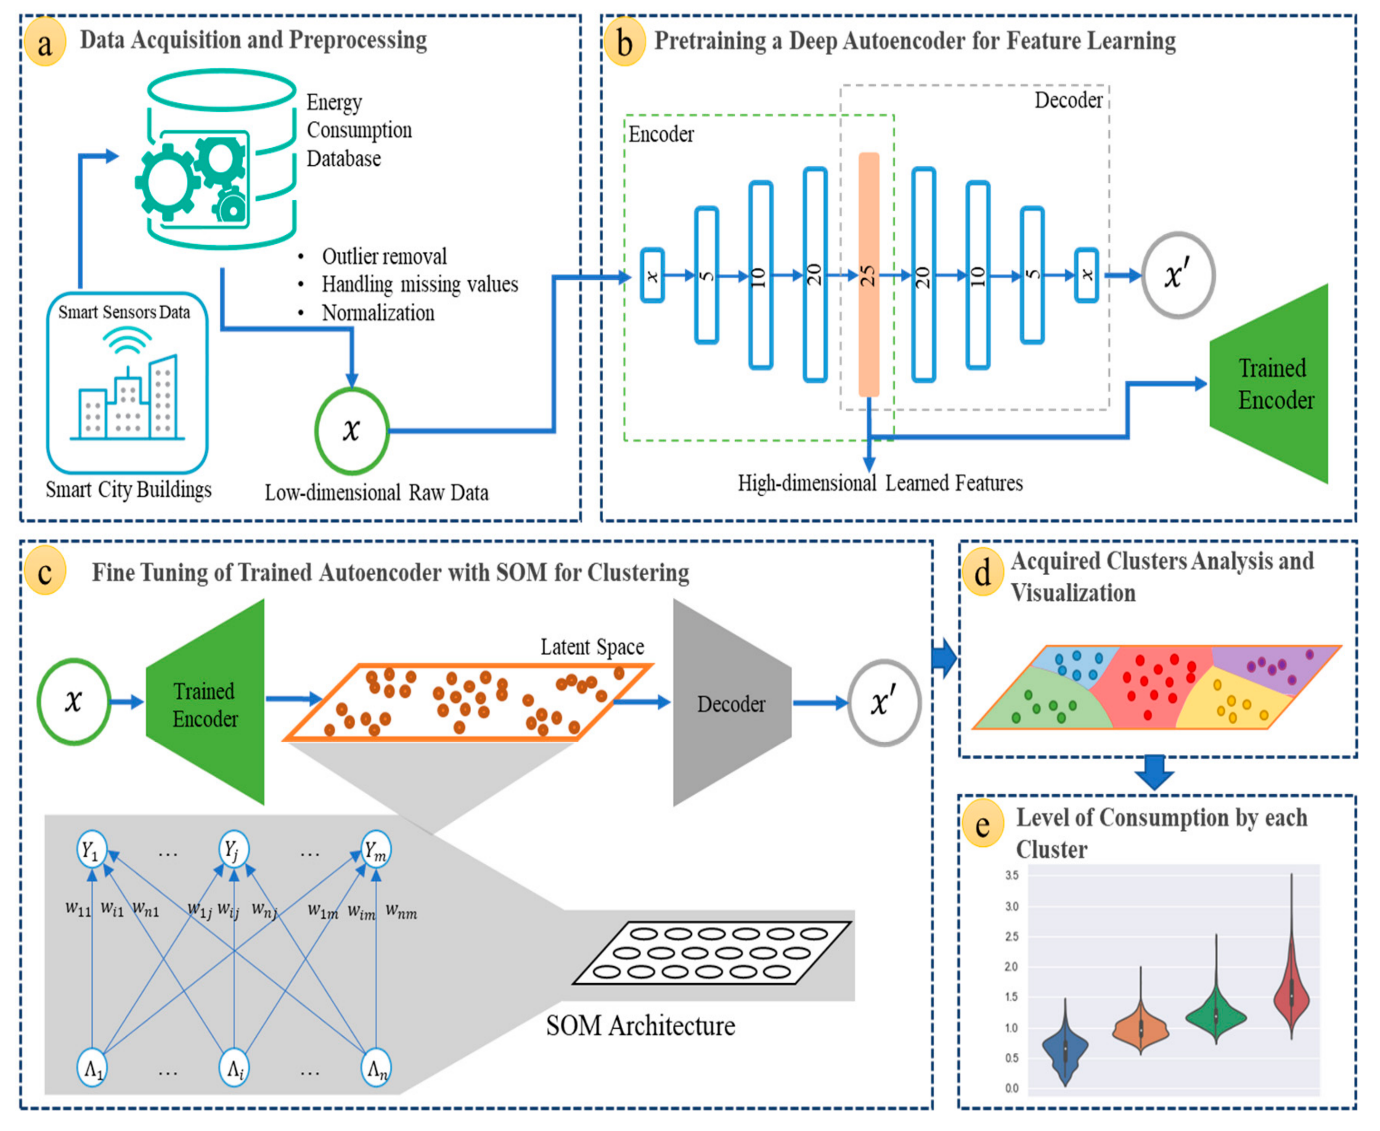 a
Data Acquisition and Preprocessing
Energy
Consumption
Database
• Outlier removal
• Handling missing values
• Normalization
Smart Sensors Data
Smart City Buildings
x
Low-dimensional Raw Data
b
Pretraining a Deep Autoencoder for Feature Learning
Decoder
Encoder
x 5 10 20 25 20 10 5 x
x′
Trained
Encoder
High-dimensional Learned Features
c
Fine Tuning of Trained Autoencoder with SOM for Clustering
Latent Space
x
Trained
Encoder
Decoder
x′
Y₁ … Yⱼ … Yₘ
w₁₁ wᵢ₁ wₙ₁ w₁ⱼ wᵢⱼ wₙⱼ w₁ₘ wᵢₘ wₙₘ
Λ₁ … Λᵢ … Λₙ
SOM Architecture
d
Acquired Clusters Analysis and
Visualization
e
Level of Consumption by each
Cluster
3.5
3.0
2.5
2.0
1.5
1.0
0.5
0.0